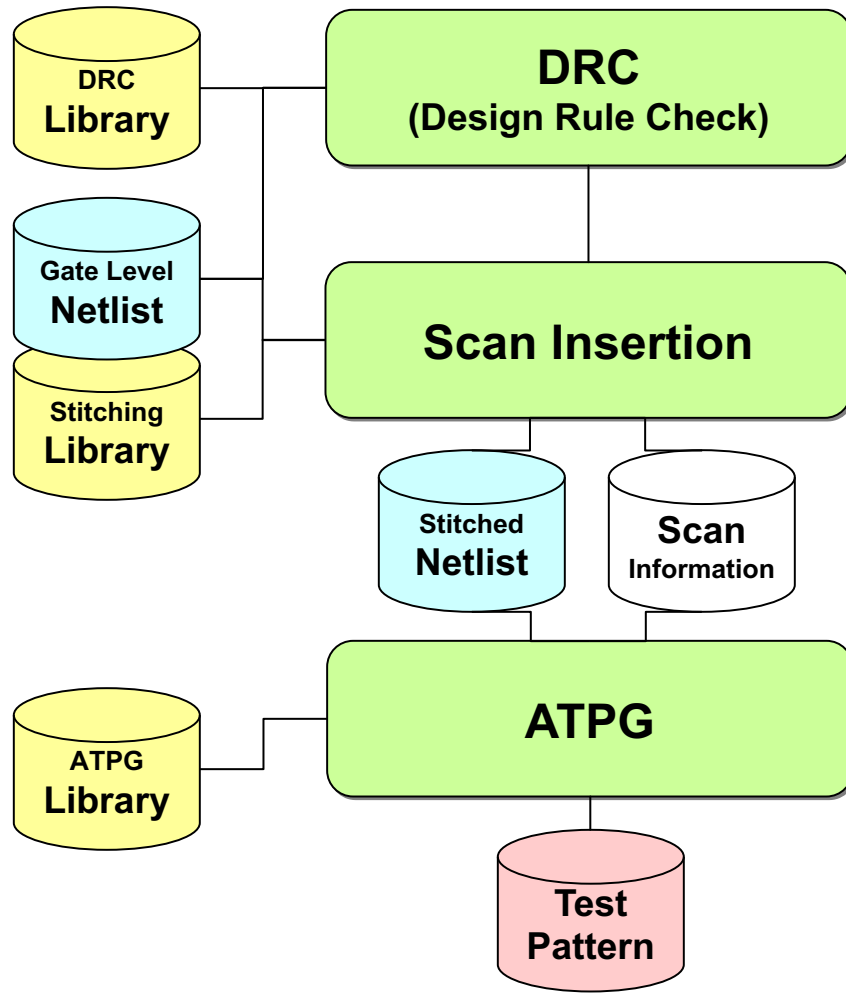 DRC
Library
DRC
(Design Rule Check)
Gate Level
Netlist
Scan Insertion
Stitching
Library
Stitched
Netlist
Scan
Information
ATPG
Library
ATPG
Test
Pattern